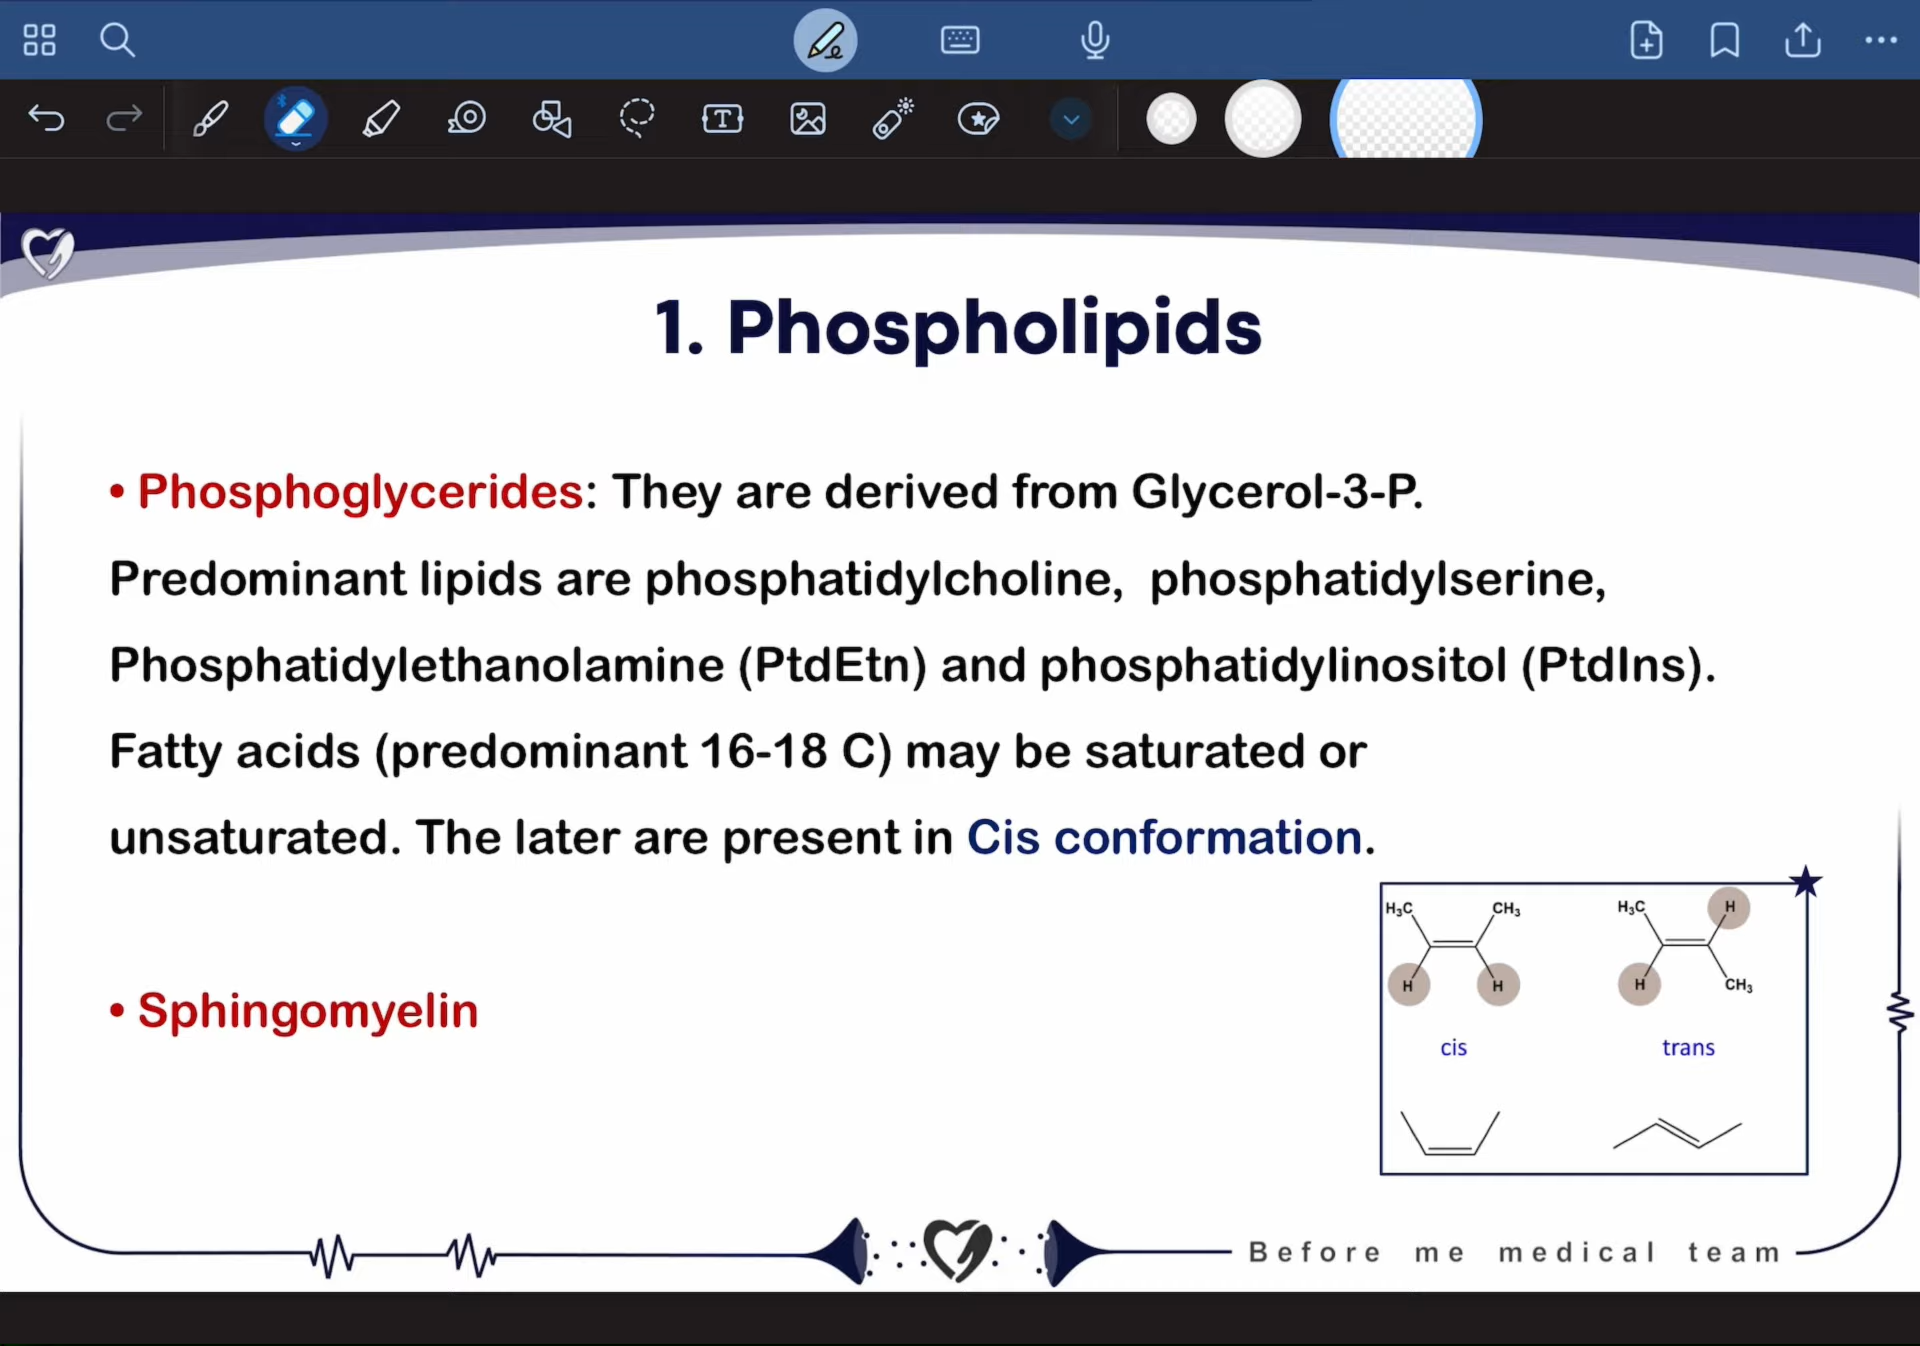 1. Phospholipids
• Phosphoglycerides: They are derived from Glycerol-3-P.
Predominant lipids are phosphatidylcholine,  phosphatidylserine,
Phosphatidylethanolamine (PtdEtn) and phosphatidylinositol (PtdIns).
Fatty acids (predominant 16-18 C) may be saturated or
unsaturated. The later are present in Cis conformation.
• Sphingomyelin
H₃C CH₃ H₃C H
H H H CH₃
cis trans
Before me medical team